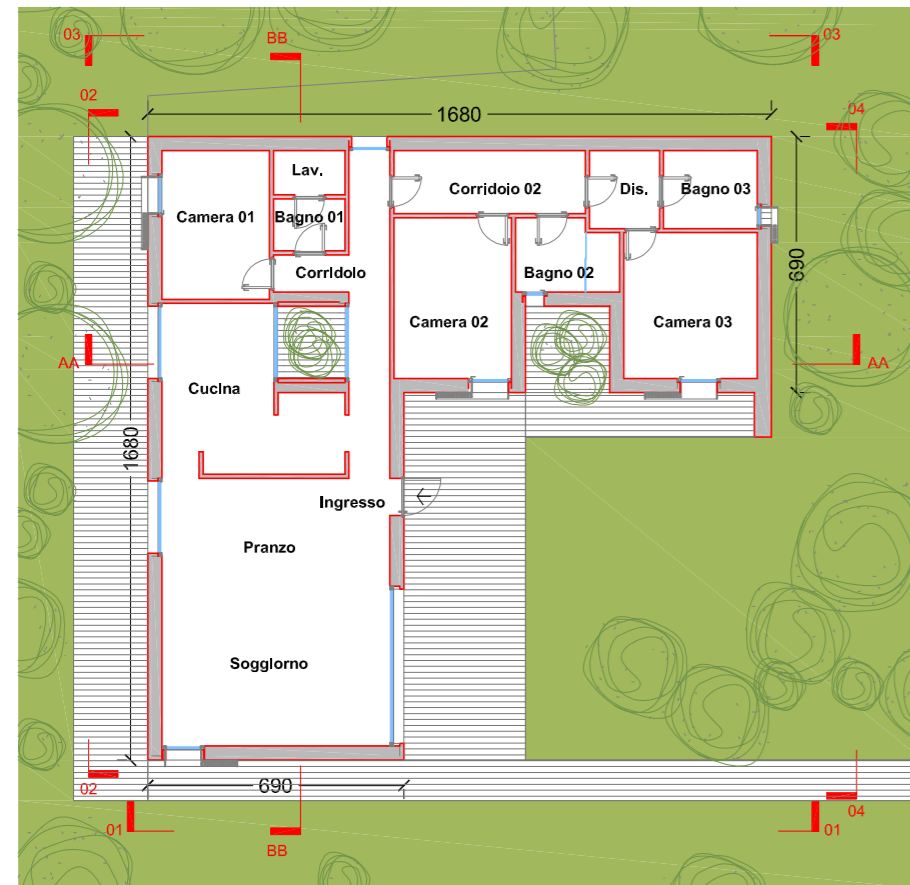 03
BB
03
02
1680
04
Lav.
Corridoio 02
Dis.
Bagno 03
Camera 01
Bagno 01
Corridoio
Bagno 02
690
Camera 02
Camera 03
AA
AA
Cucina
1680
Ingresso
Pranzo
Soggiorno
02
690
04
01
BB
01